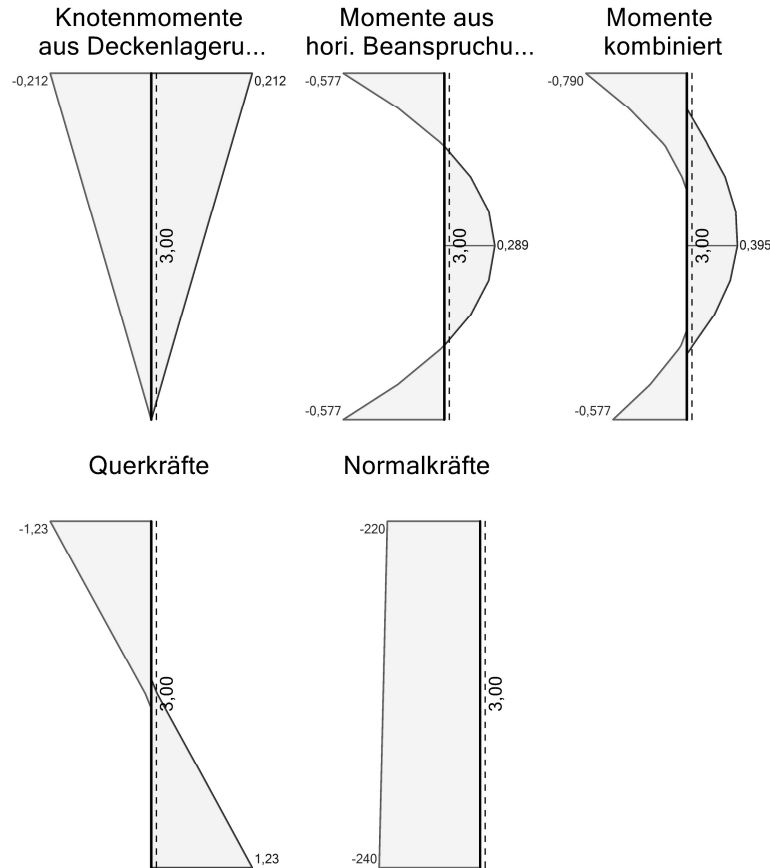 Knotenmomente
aus Deckenlageru...
-0,212
0,212
3,00
Momente aus
hori. Beanspruchu...
-0,577
3,00
0,289
-0,577
Momente
kombiniert
-0,790
3,00
0,395
-0,577
Querkräfte
-1,23
3,00
1,23
Normalkräfte
-220
3,00
-240